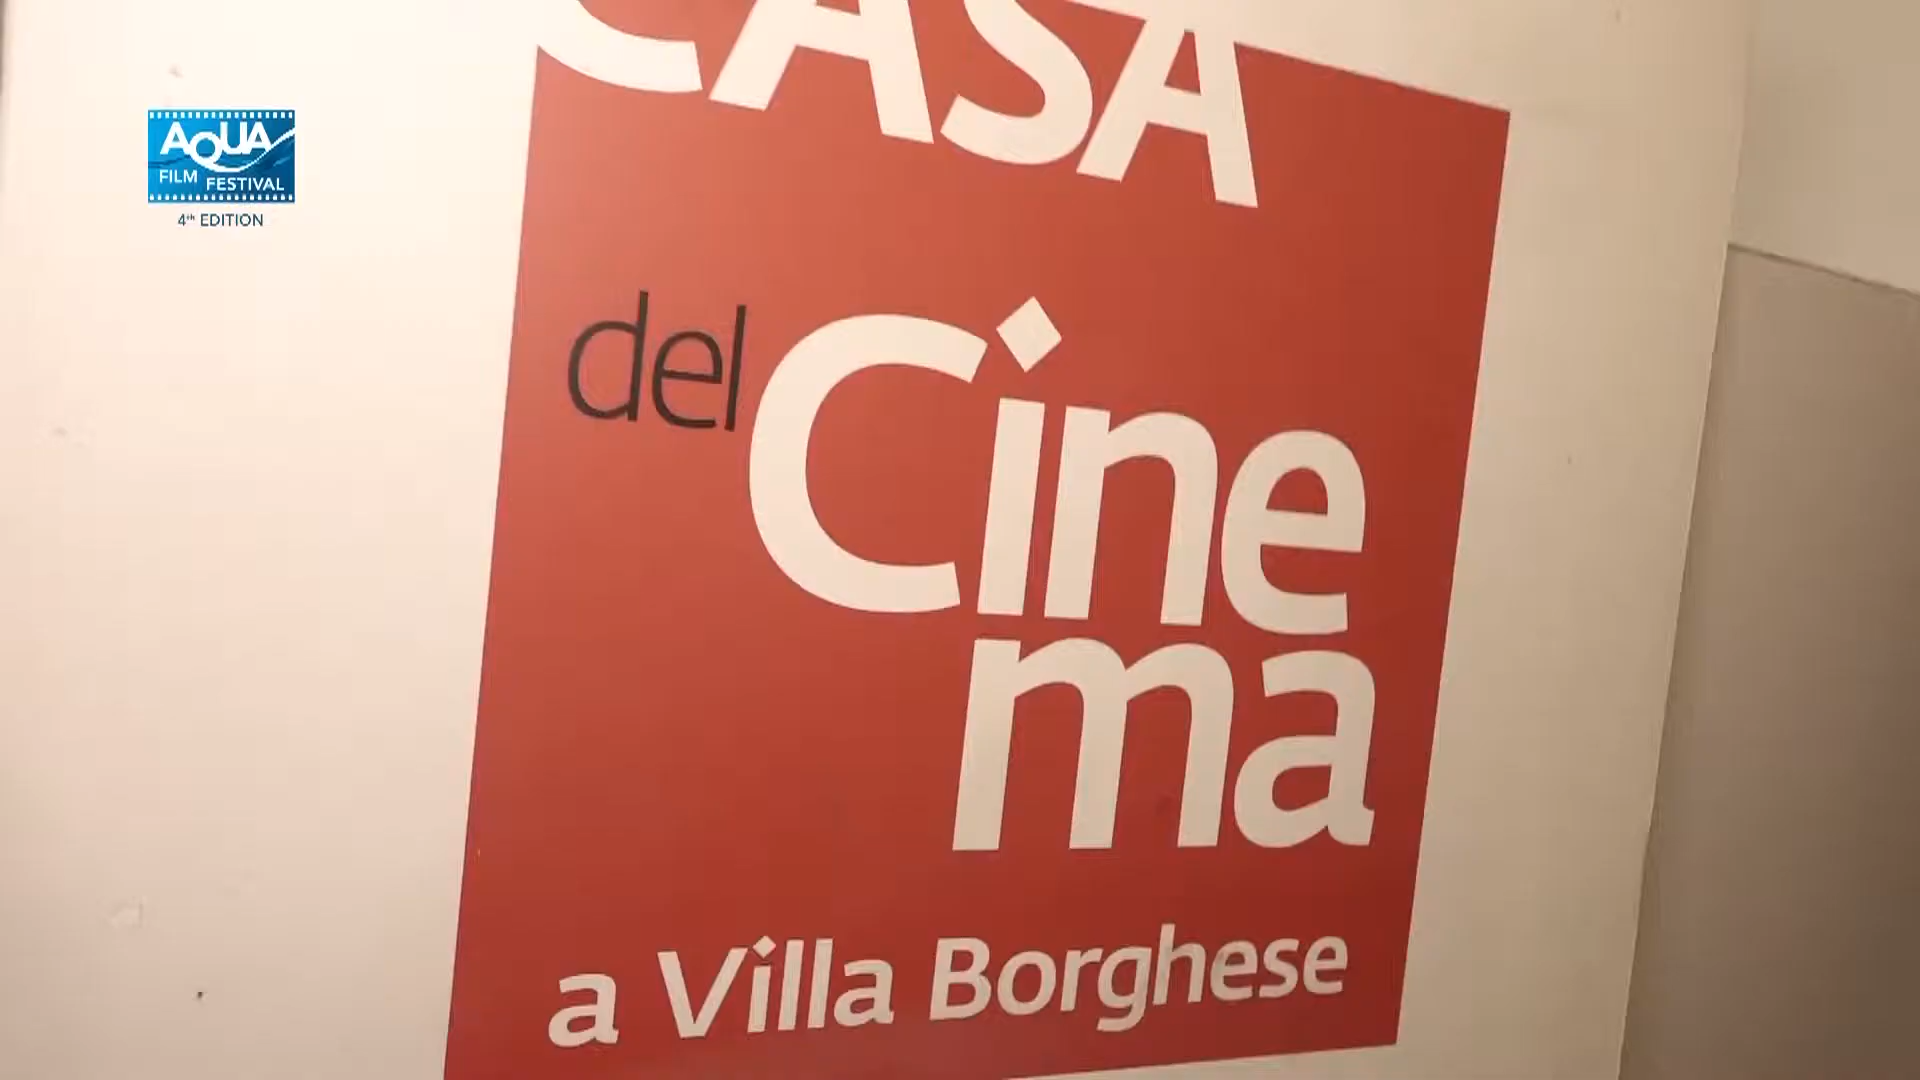 CASA
del Cine
ma
a Villa Borghese
AQUA
FILM FESTIVAL
4th EDITION